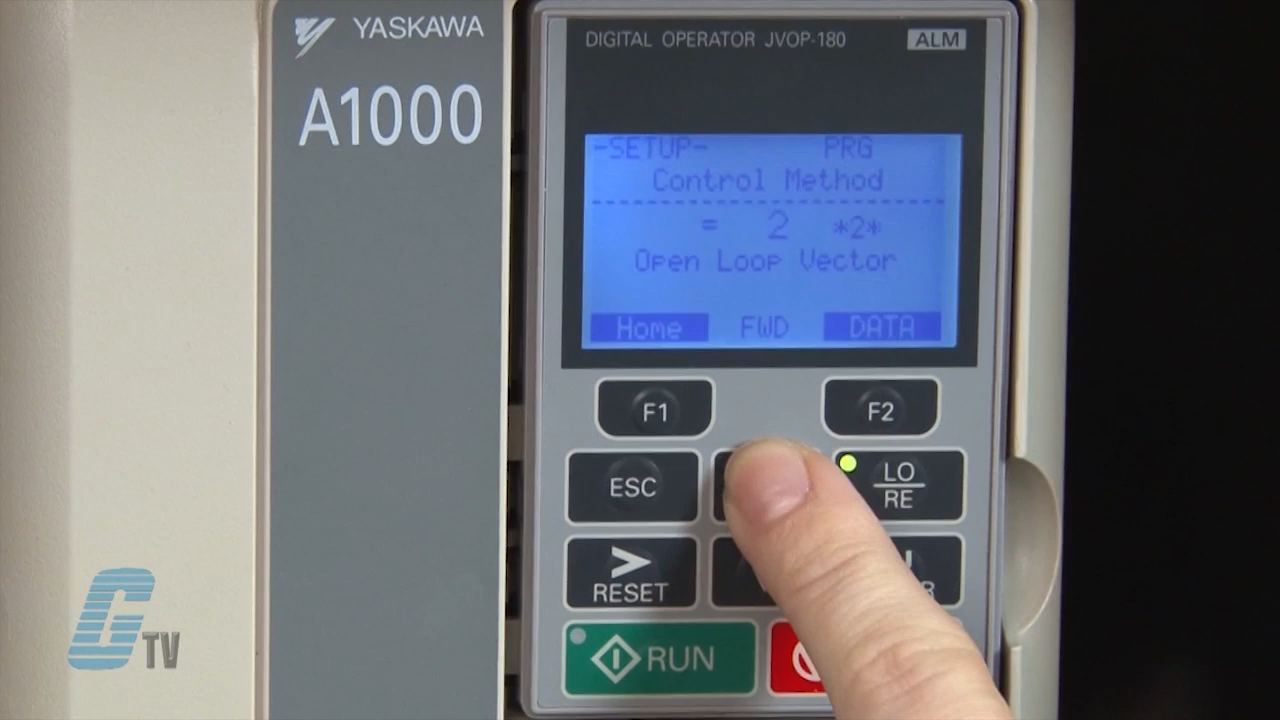 YASKAWA
A1000
DIGITAL OPERATOR JVOP-180 ALM
-SETUP- PRG
Control Method
= 2 *2*
Open Loop Vector
Home FWD DATA
F1 F2
ESC
LO
RE
RESET
RUN
G TV